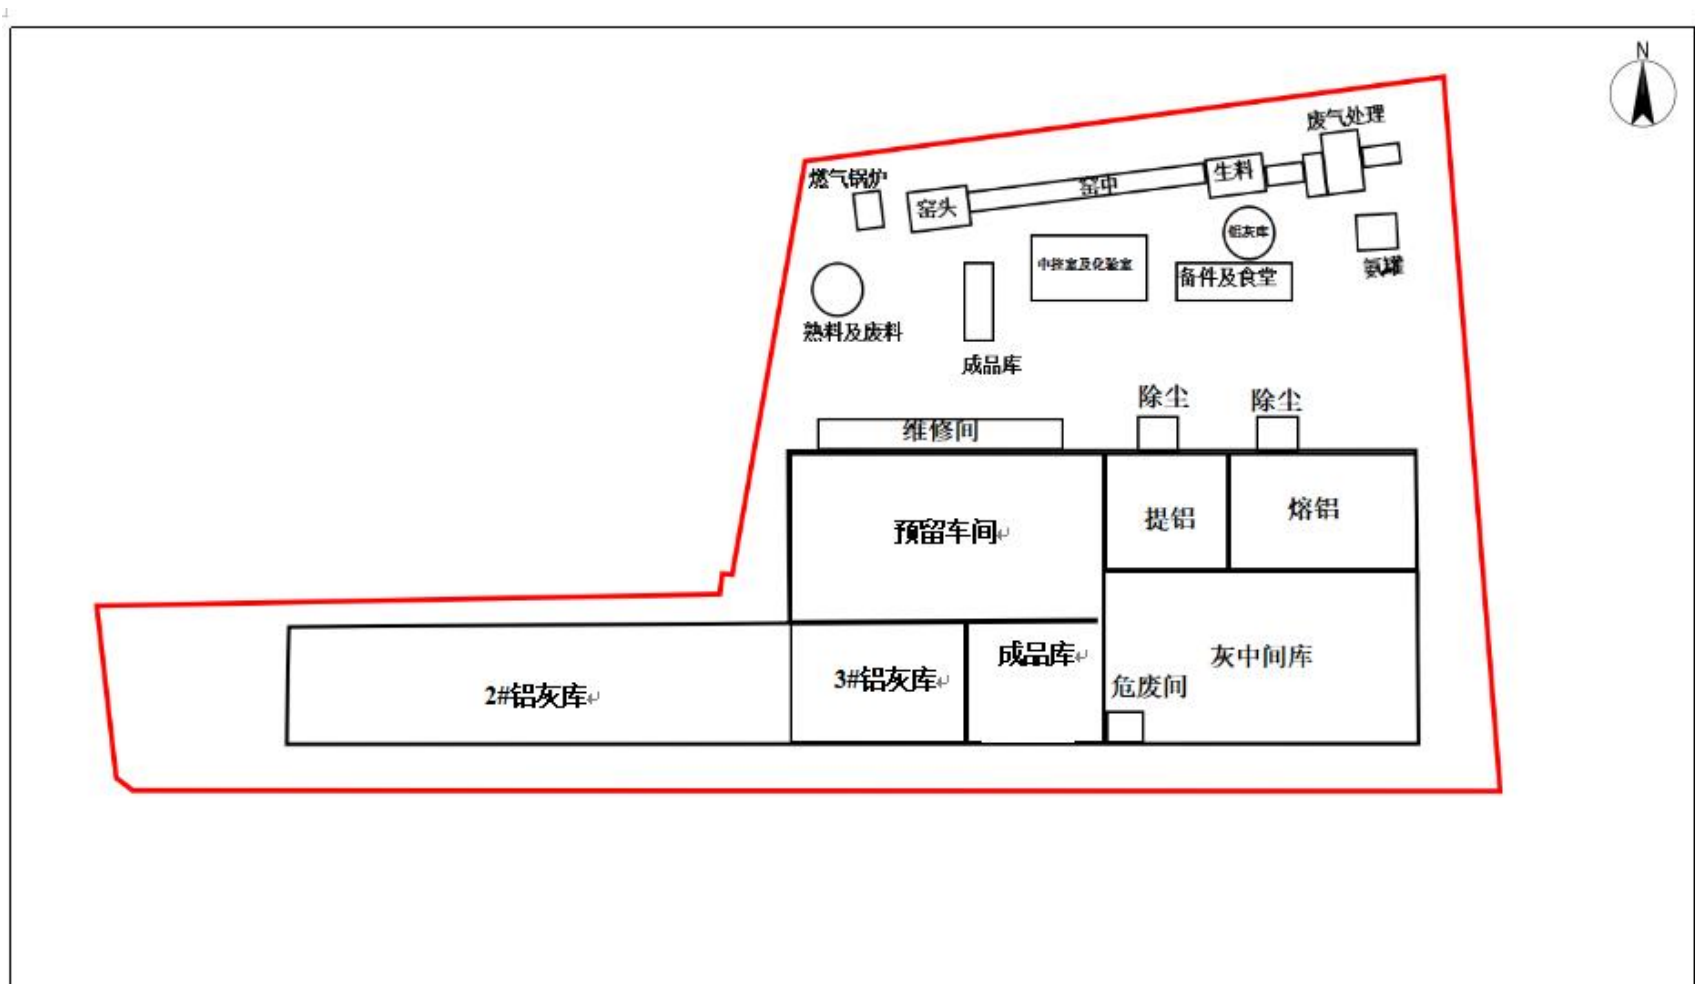 N
废气处理
燃气锅炉
窑头
窑中
生料
铝灰库
氨罐
中控室及化验室
备件及食堂
熟料及废料
成品库
除尘
除尘
维修间
预留车间
提铝
熔铝
2#铝灰库
3#铝灰库
成品库
灰中间库
危废间